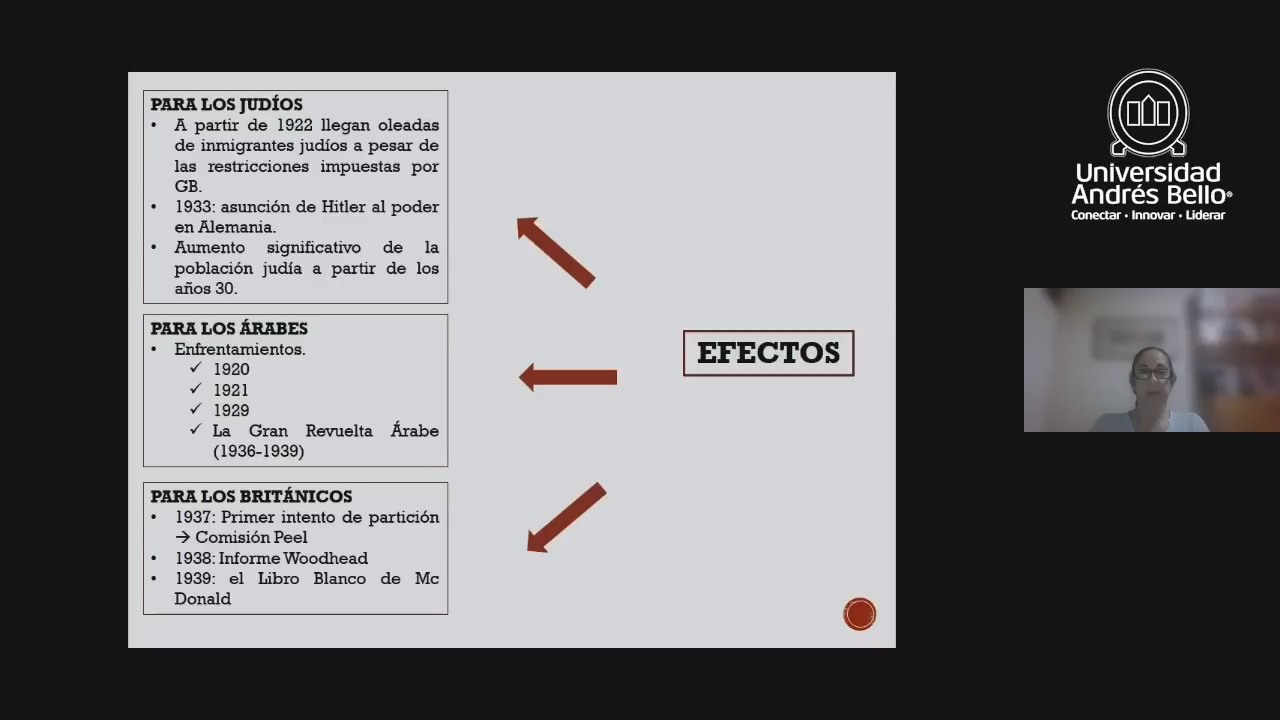 PARA LOS JUDÍOS
• A partir de 1922 llegan oleadas
de inmigrantes judíos a pesar de
las restricciones impuestas por
GB.
• 1933: asunción de Hitler al poder
en Alemania.
• Aumento significativo de la
población judía a partir de los
años 30.
PARA LOS ÁRABES
• Enfrentamientos.
✓ 1920
✓ 1921
✓ 1929
✓ La Gran Revuelta Árabe
(1936-1939)
PARA LOS BRITÁNICOS
• 1937: Primer intento de partición
→ Comisión Peel
• 1938: Informe Woodhead
• 1939: el Libro Blanco de Mc
Donald
EFECTOS
Universidad
Andrés Bello®
Conectar • Innovar • Liderar